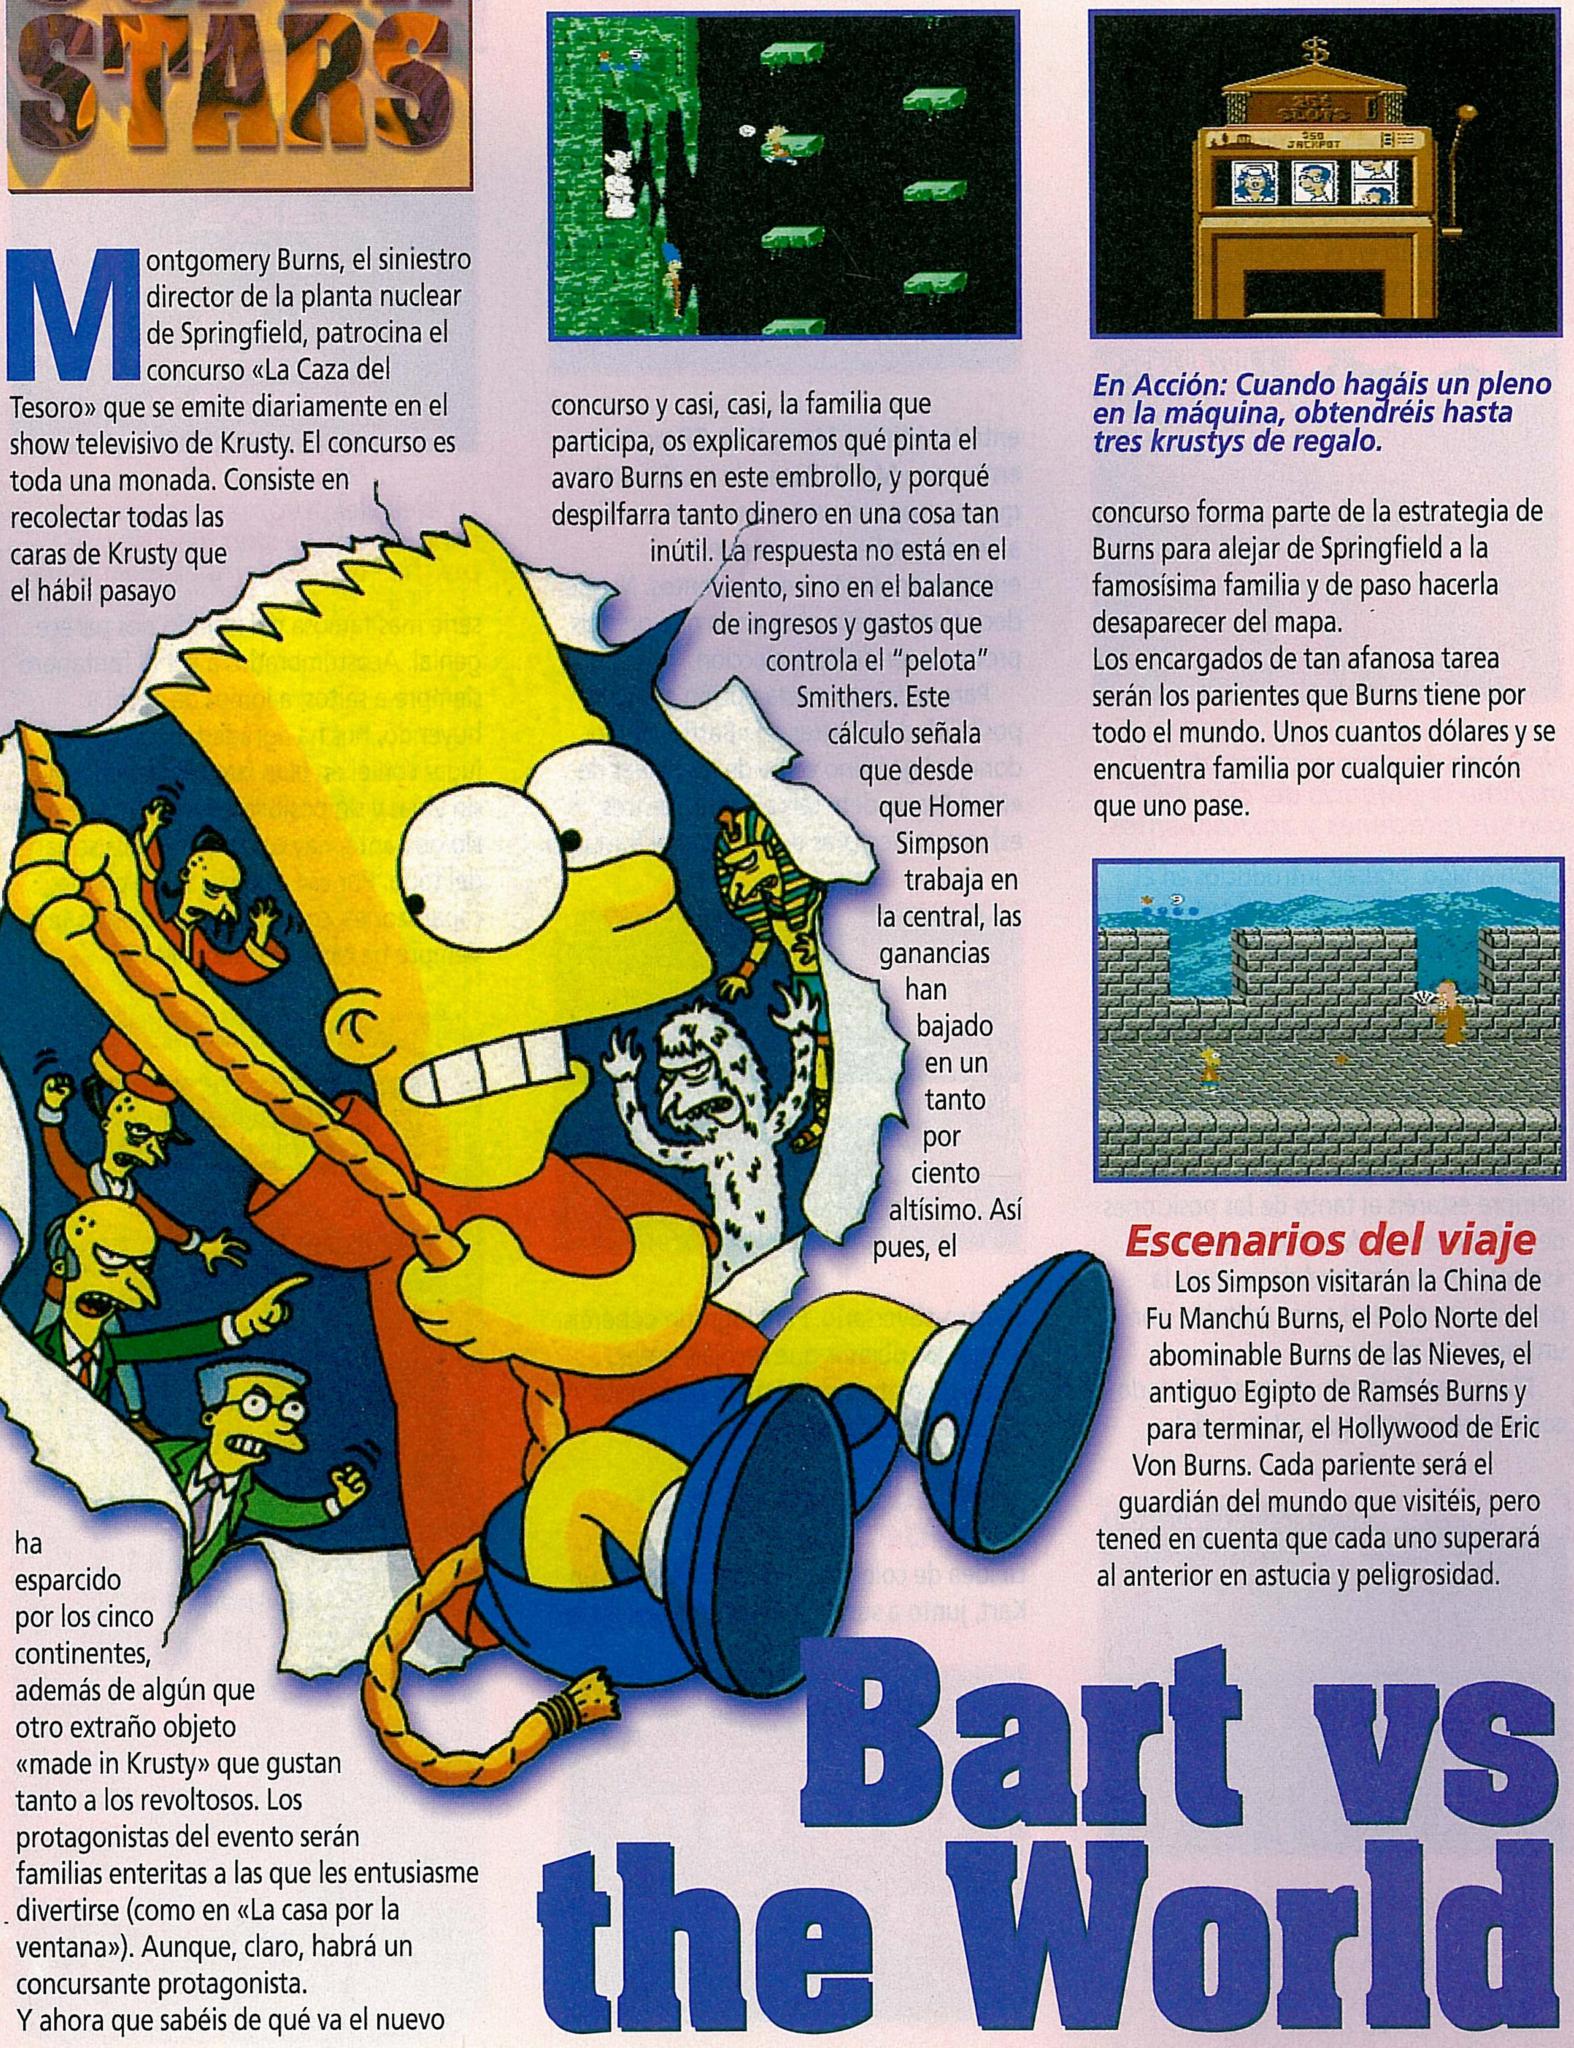 STARS
Montgomery Burns, el siniestro
director de la planta nuclear
de Springfield, patrocina el
concurso «La Caza del
Tesoro» que se emite diariamente en el
show televisivo de Krusty. El concurso es
toda una monada. Consiste en
recolectar todas las
caras de Krusty que
el hábil pasayo
ha
esparcido
por los cinco
continentes,
además de algún que
otro extraño objeto
«made in Krusty» que gustan
tanto a los revoltosos. Los
protagonistas del evento serán
familias enteritas a las que les entusiasme
divertirse (como en «La casa por la
ventana»). Aunque, claro, habrá un
concursante protagonista.
Y ahora que sabéis de qué va el nuevo
concurso y casi, casi, la familia que
participa, os explicaremos qué pinta el
avaro Burns en este embrollo, y porqué
despilfarra tanto dinero en una cosa tan
inútil. La respuesta no está en el
viento, sino en el balance
de ingresos y gastos que
controla el "pelota"
Smithers. Este
cálculo señala
que desde
que Homer
Simpson
trabaja en
la central, las
ganancias
han
bajado
en un
tanto
por
ciento
altísimo. Así
pues, el
$
SLOTS
$50
JACKPOT
En Acción: Cuando hagáis un pleno
en la máquina, obtendréis hasta
tres krustys de regalo.
concurso forma parte de la estrategia de
Burns para alejar de Springfield a la
famosísima familia y de paso hacerla
desaparecer del mapa.
Los encargados de tan afanosa tarea
serán los parientes que Burns tiene por
todo el mundo. Unos cuantos dólares y se
encuentra familia por cualquier rincón
que uno pase.
Escenarios del viaje
Los Simpson visitarán la China de
Fu Manchú Burns, el Polo Norte del
abominable Burns de las Nieves, el
antiguo Egipto de Ramsés Burns y
para terminar, el Hollywood de Eric
Von Burns. Cada pariente será el
guardián del mundo que visitéis, pero
tened en cuenta que cada uno superará
al anterior en astucia y peligrosidad.
Bart vs
the World